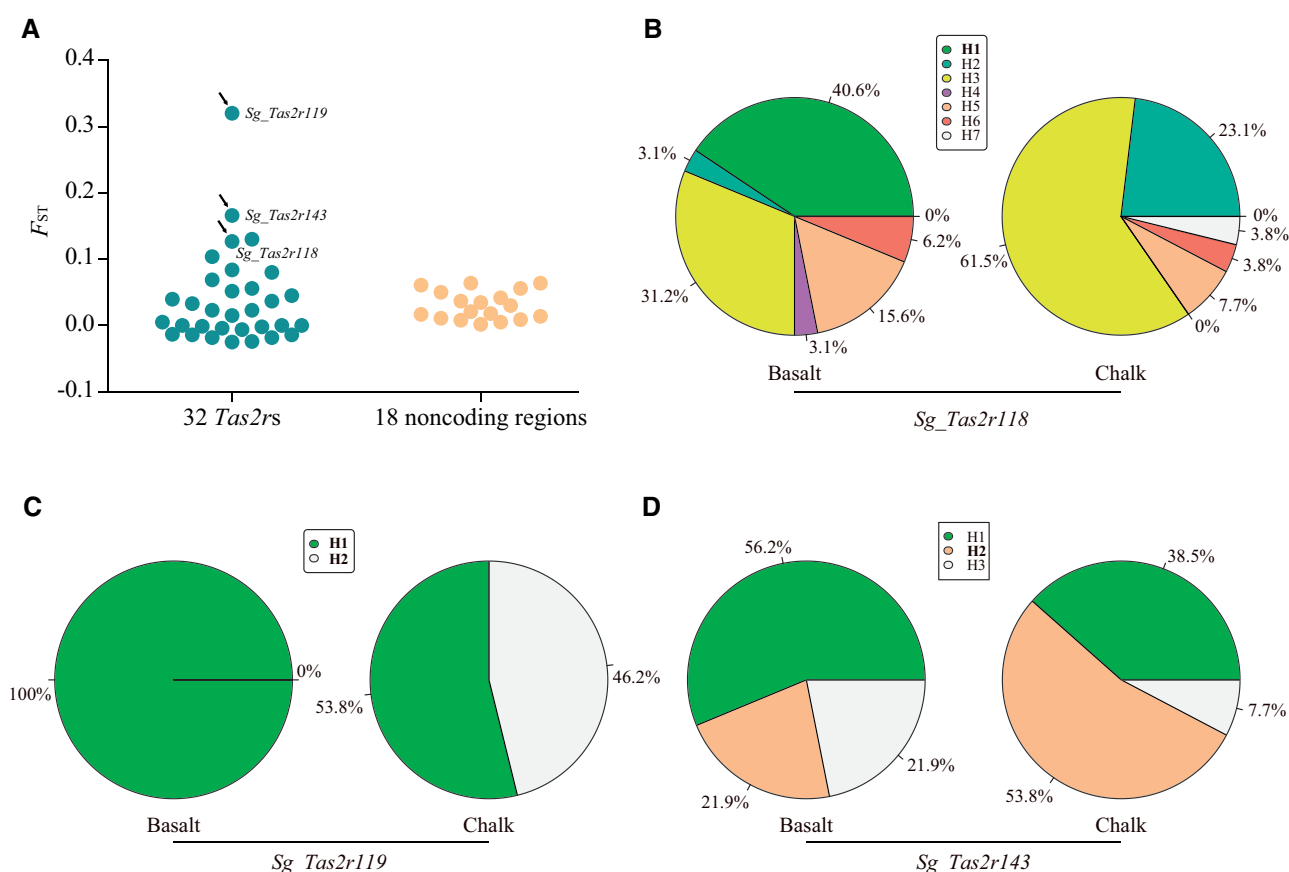 A
0.4
0.3
0.2
0.1
0.0
-0.1
FST
Sg_Tas2r119
Sg_Tas2r143
Sg_Tas2r118
32 Tas2rs
18 noncoding regions
B
H1
H2
H3
H4
H5
H6
H7
40.6%
3.1%
31.2%
3.1%
15.6%
6.2%
0%
Basalt
23.1%
61.5%
0%
7.7%
3.8%
3.8%
0%
Chalk
Sg_Tas2r118
C
H1
H2
100%
0%
Basalt
53.8%
46.2%
Chalk
Sg_Tas2r119
D
H1
H2
H3
56.2%
21.9%
21.9%
Basalt
38.5%
53.8%
7.7%
Chalk
Sg_Tas2r143